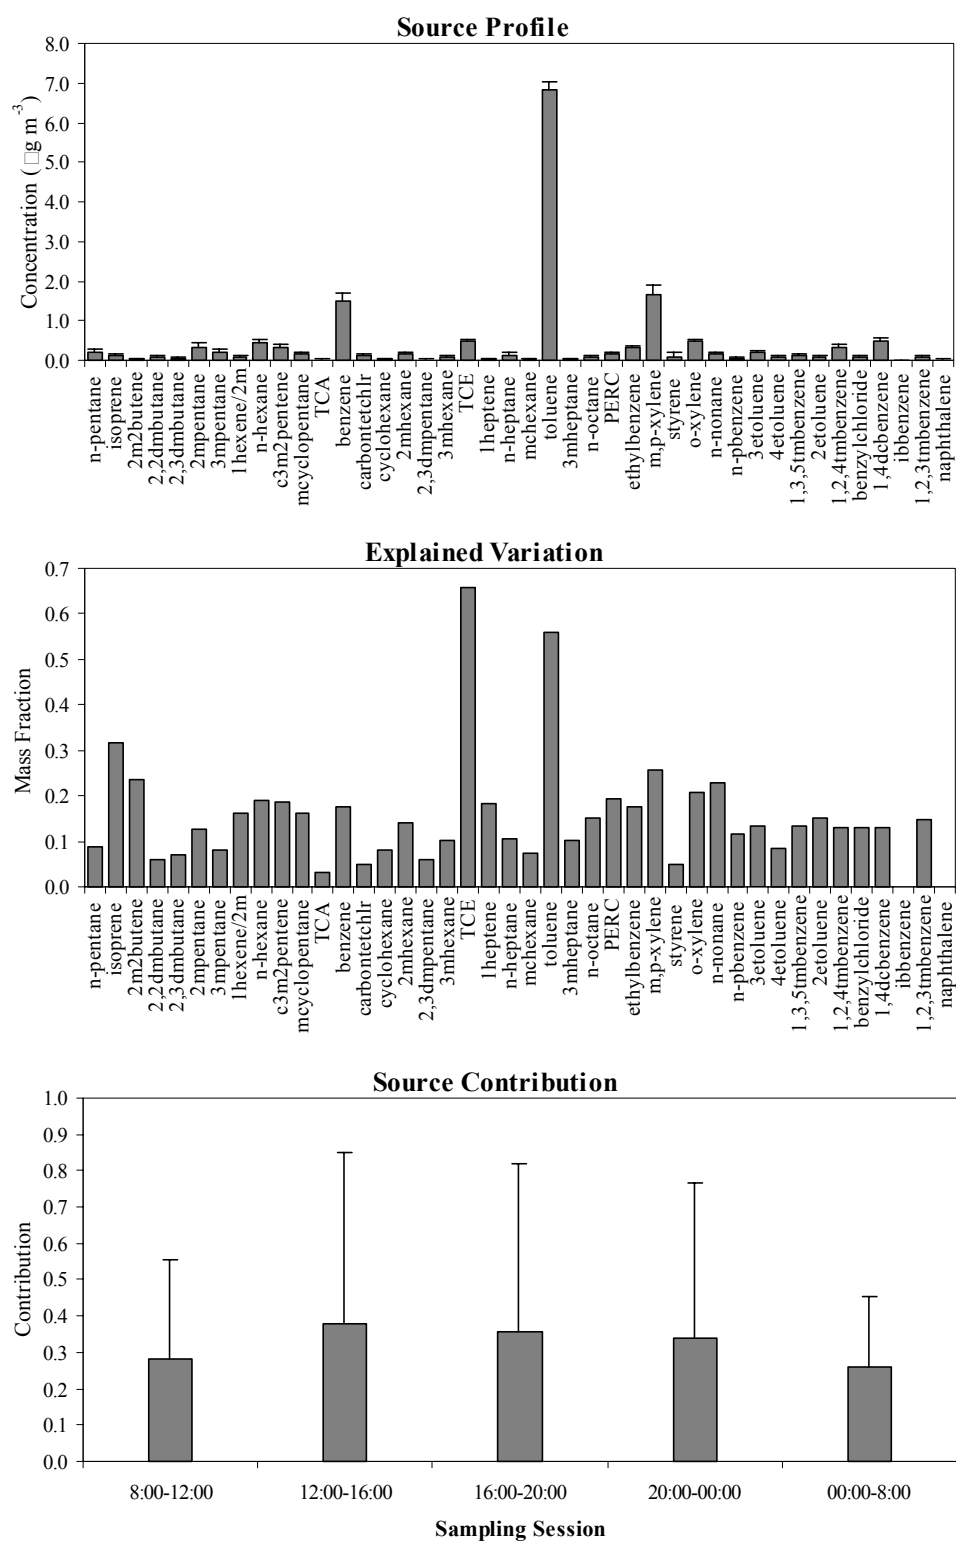 Source Profile
Concentration (□g m-3)
8.0
7.0
6.0
5.0
4.0
3.0
2.0
1.0
0.0
n-pentane
isoprene
2m2butene
2,2dmbutane
2,3dmbutane
2mpentane
3mpentane
1hexene/2m
n-hexane
c3m2pentene
mcyclopentane
TCA
benzene
carbontetchlr
cyclohexane
2mhexane
2,3dmpentane
3mhexane
TCE
1heptene
n-heptane
mchexane
toluene
3mheptane
n-octane
PERC
ethylbenzene
m,p-xylene
styrene
o-xylene
n-nonane
n-pbenzene
3etoluene
4etoluene
1,3,5tmbenzene
2etoluene
1,2,4tmbenzene
benzylchloride
1,4dcbenzene
ibbenzene
1,2,3tmbenzene
naphthalene
Explained Variation
Mass Fraction
0.7
0.6
0.5
0.4
0.3
0.2
0.1
0.0
n-pentane
isoprene
2m2butene
2,2dmbutane
2,3dmbutane
2mpentane
3mpentane
1hexene/2m
n-hexane
c3m2pentene
mcyclopentane
TCA
benzene
carbontetchlr
cyclohexane
2mhexane
2,3dmpentane
3mhexane
TCE
1heptene
n-heptane
mchexane
toluene
3mheptane
n-octane
PERC
ethylbenzene
m,p-xylene
styrene
o-xylene
n-nonane
n-pbenzene
3etoluene
4etoluene
1,3,5tmbenzene
2etoluene
1,2,4tmbenzene
benzylchloride
1,4dcbenzene
ibbenzene
1,2,3tmbenzene
naphthalene
Source Contribution
Contribution
1.0
0.9
0.8
0.7
0.6
0.5
0.4
0.3
0.2
0.1
0.0
8:00-12:00
12:00-16:00
16:00-20:00
20:00-00:00
00:00-8:00
Sampling Session